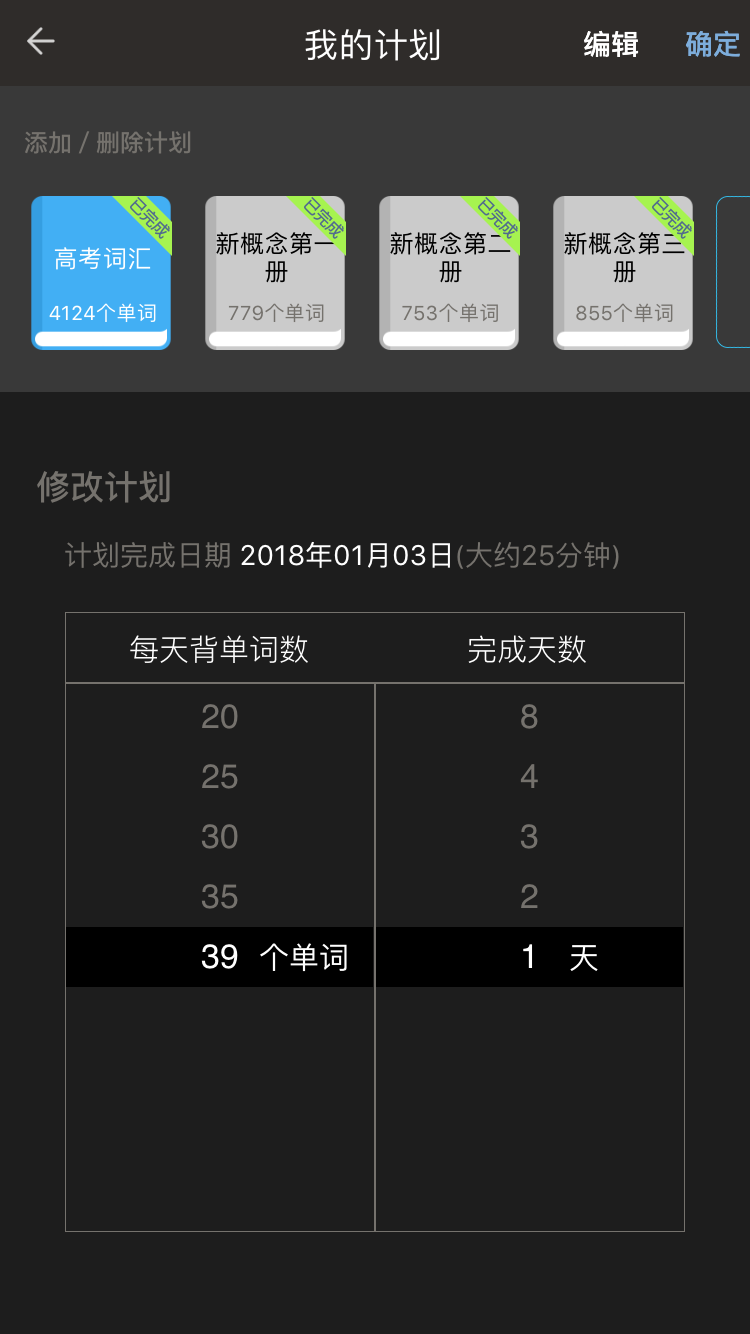 我的计划
编辑
确定
添加 / 删除计划
已完成
高考词汇
4124个单词
已完成
新概念第一
册
779个单词
已完成
新概念第二
册
753个单词
已完成
新概念第三
册
855个单词
修改计划
计划完成日期 2018年01月03日(大约25分钟)
每天背单词数 完成天数
20 8
25 4
30 3
35 2
39 个单词 1 天